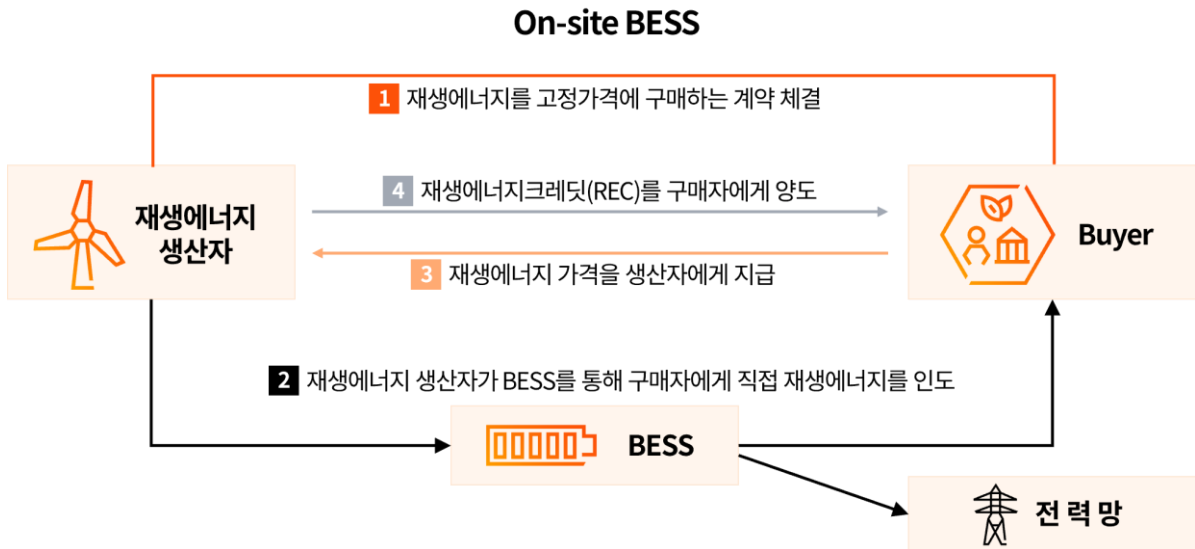 On-site BESS
1 재생에너지를 고정가격에 구매하는 계약 체결
4 재생에너지크레딧(REC)를 구매자에게 양도
재생에너지
생산자
Buyer
3 재생에너지 가격을 생산자에게 지급
2 재생에너지 생산자가 BESS를 통해 구매자에게 직접 재생에너지를 인도
BESS
전력망